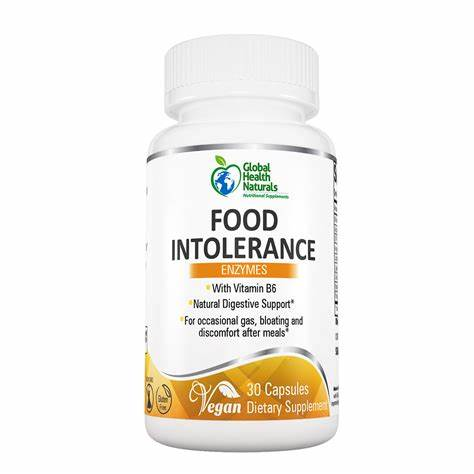 Global
Health
Naturals
Nutritional Supplements
FOOD
INTOLERANCE
ENZYMES
With Vitamin B6
Natural Digestive Support*
For occasional gas, bloating and
discomfort after meals*
Vegan
30 Capsules
Dietary Supplement
Gluten